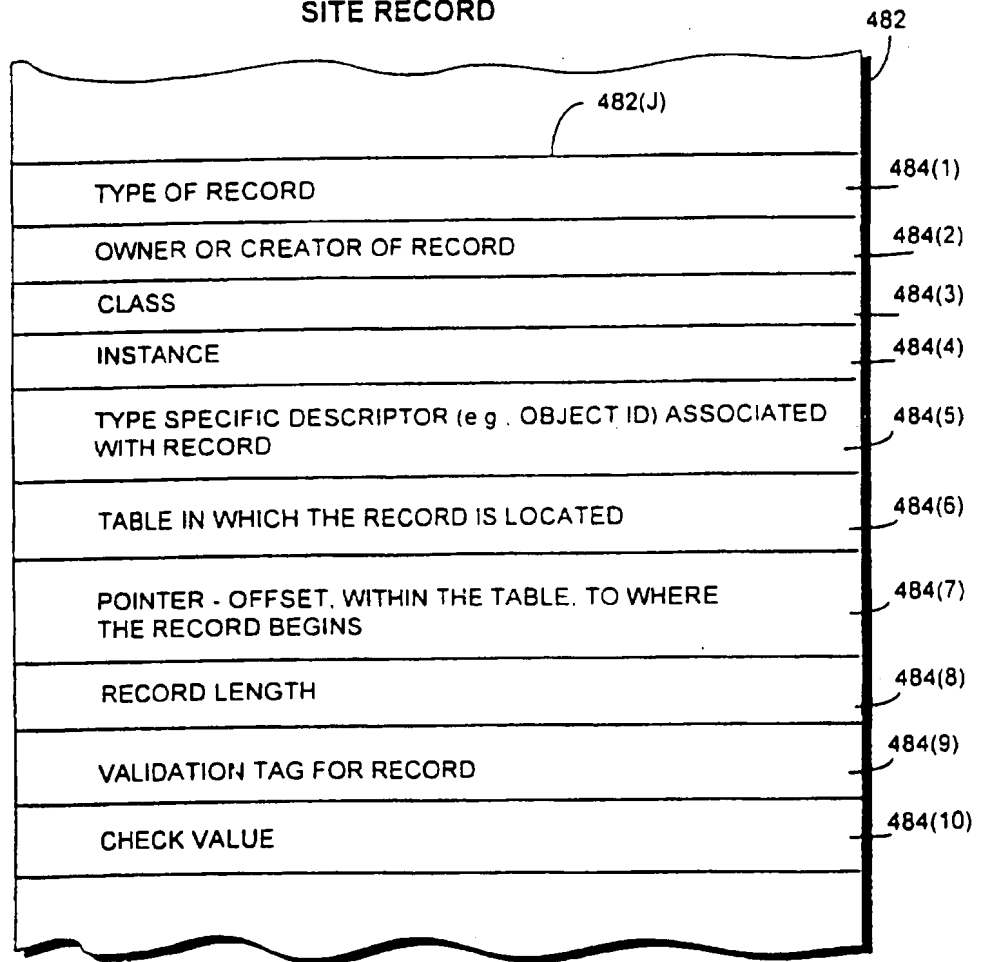 SITE RECORD
482
482(J)
TYPE OF RECORD
484(1)
OWNER OR CREATOR OF RECORD
484(2)
CLASS
484(3)
INSTANCE
484(4)
TYPE SPECIFIC DESCRIPTOR (e g . OBJECT ID) ASSOCIATED
WITH RECORD
484(5)
TABLE IN WHICH THE RECORD IS LOCATED
484(6)
POINTER - OFFSET, WITHIN THE TABLE, TO WHERE
THE RECORD BEGINS
484(7)
RECORD LENGTH
484(8)
VALIDATION TAG FOR RECORD
484(9)
CHECK VALUE
484(10)